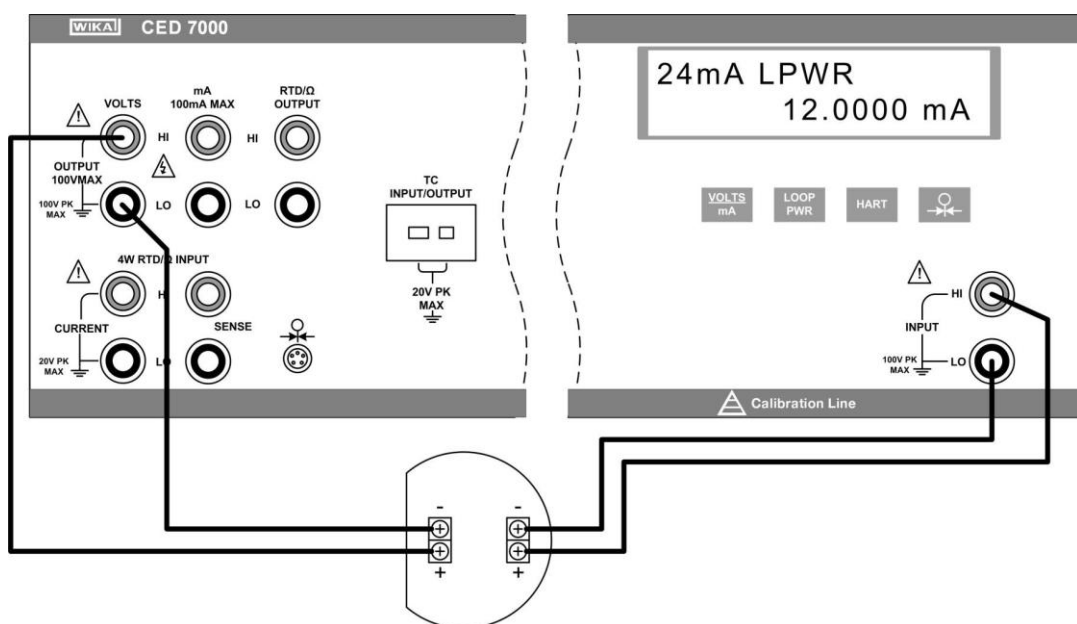 WIKAI CED 7000
24mA LPWR
12.0000 mA
VOLTS
mA
100mA MAX
RTD/Ω
OUTPUT
HI
HI
OUTPUT
100VMAX
100V PK
MAX
LO
LO
TC
INPUT/OUTPUT
20V PK
MAX
VOLTS
mA
LOOP
PWR
HART
4W RTD/Ω INPUT
HI
CURRENT
SENSE
20V PK
MAX
LO
HI
INPUT
100V PK
MAX
LO
Calibration Line
-
-
+
+